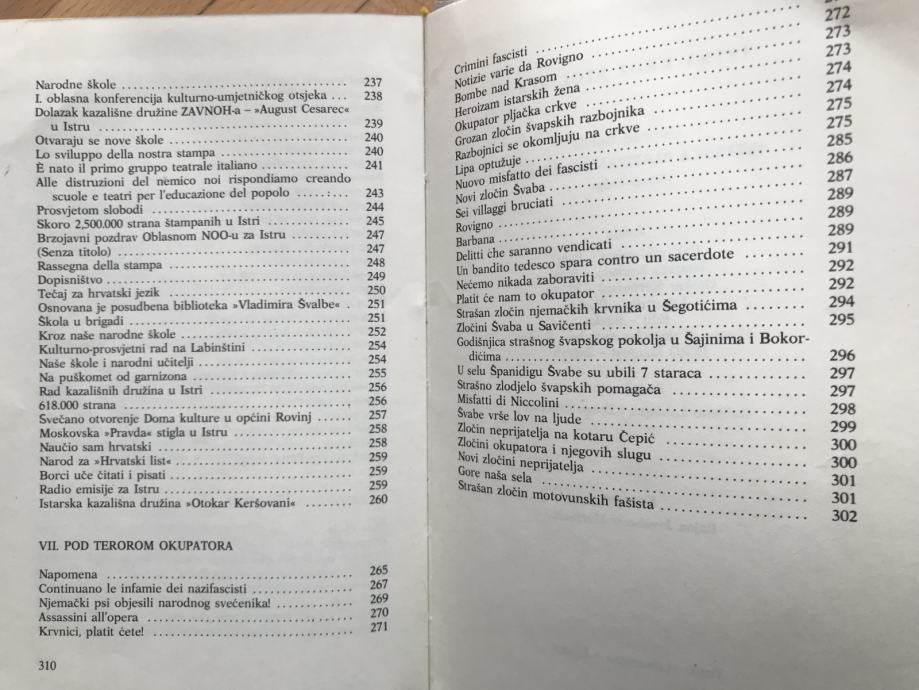 Narodne škole ........ 237
I. oblasna konferencija kulturno-umjetničkog otsjeka ... 238
Dolazak kazališne družine ZAVNOH-a – »August Cesarec«
u Istru ........ 239
Otvaraju se nove škole ........ 240
Lo sviluppo della nostra stampa ........ 240
È nato il primo gruppo teatrale italiano ........ 241
Alle distruzioni del nemico noi rispondiamo creando
scuole e teatri per l'educazione del popolo ........ 243
Prosvjetom slobodi ........ 244
Skoro 2,500.000 strana štampanih u Istri ........ 245
Brzojavni pozdrav Oblasnom NOO-u za Istru ........ 247
(Senza titolo) ........ 247
Rassegna della stampa ........ 248
Dopisništvo ........ 249
Tečaj za hrvatski jezik ........ 250
Osnovana je posudbena biblioteka »Vladimira Švalbe« . 251
Škola u brigadi ........ 251
Kroz naše narodne škole ........ 252
Kulturno-prosvjetni rad na Labinštini ........ 254
Naše škole i narodni učitelji ........ 254
Na puškomet od garnizona ........ 255
Rad kazališnih družina u Istri ........ 256
618.000 strana ........ 256
Svečano otvorenje Doma kulture u općini Rovinj ........ 257
Moskovska »Pravda« stigla u Istru ........ 258
Naučio sam hrvatski ........ 258
Narod za »Hrvatski list« ........ 259
Borci uče čitati i pisati ........ 259
Radio emisije za Istru ........ 259
Istarska kazališna družina »Otokar Keršovani« ........ 260
VII. POD TEROROM OKUPATORA
Napomena ........ 265
Continuano le infamie dei nazifascisti ........ 267
Njemački psi objesili narodnog svećenika! ........ 269
Assassini all'opera ........ 270
Krvnici, platit ćete! ........ 271
310
Crimini fascisti ........
Notizie varie da Rovigno ........ 272
Bombe nad Krasom ........ 273
Heroizam istarskih žena ........ 273
Okupator pljačka crkve ........ 274
Grozan zločin švapskih razbojnika ........ 274
Razbojnici se okomljuju na crkve ........ 275
Lipa optužuje ........ 275
Nuovo misfatto dei fascisti ........ 285
Novi zločin Švaba ........ 286
Sei villaggi bruciati ........ 287
Rovigno ........ 289
Barbana ........ 289
Delitti che saranno vendicati ........ 289
Un bandito tedesco spara contro un sacerdote ........ 291
Nećemo nikada zaboraviti ........ 292
Platit će nam to okupator ........ 292
Strašan zločin njemačkih krvnika u Šegotićima ........ 294
Zločini Švaba u Savičenti ........ 295
Godišnjica strašnog švapskog pokolja u Šajinima i Bokor-
dićima ........ 296
U selu Španidigu Švabe su ubili 7 staraca ........ 297
Strašno zlodjelo švapskih pomagača ........ 297
Misfatti di Niccolini ........ 298
Švabe vrše lov na ljude ........ 299
Zločin neprijatelja na kotaru Čepić ........ 300
Zločini okupatora i njegovih slugu ........ 300
Novi zločini neprijatelja ........ 301
Gore naša sela ........ 301
Strašan zločin motovunskih fašista ........ 302